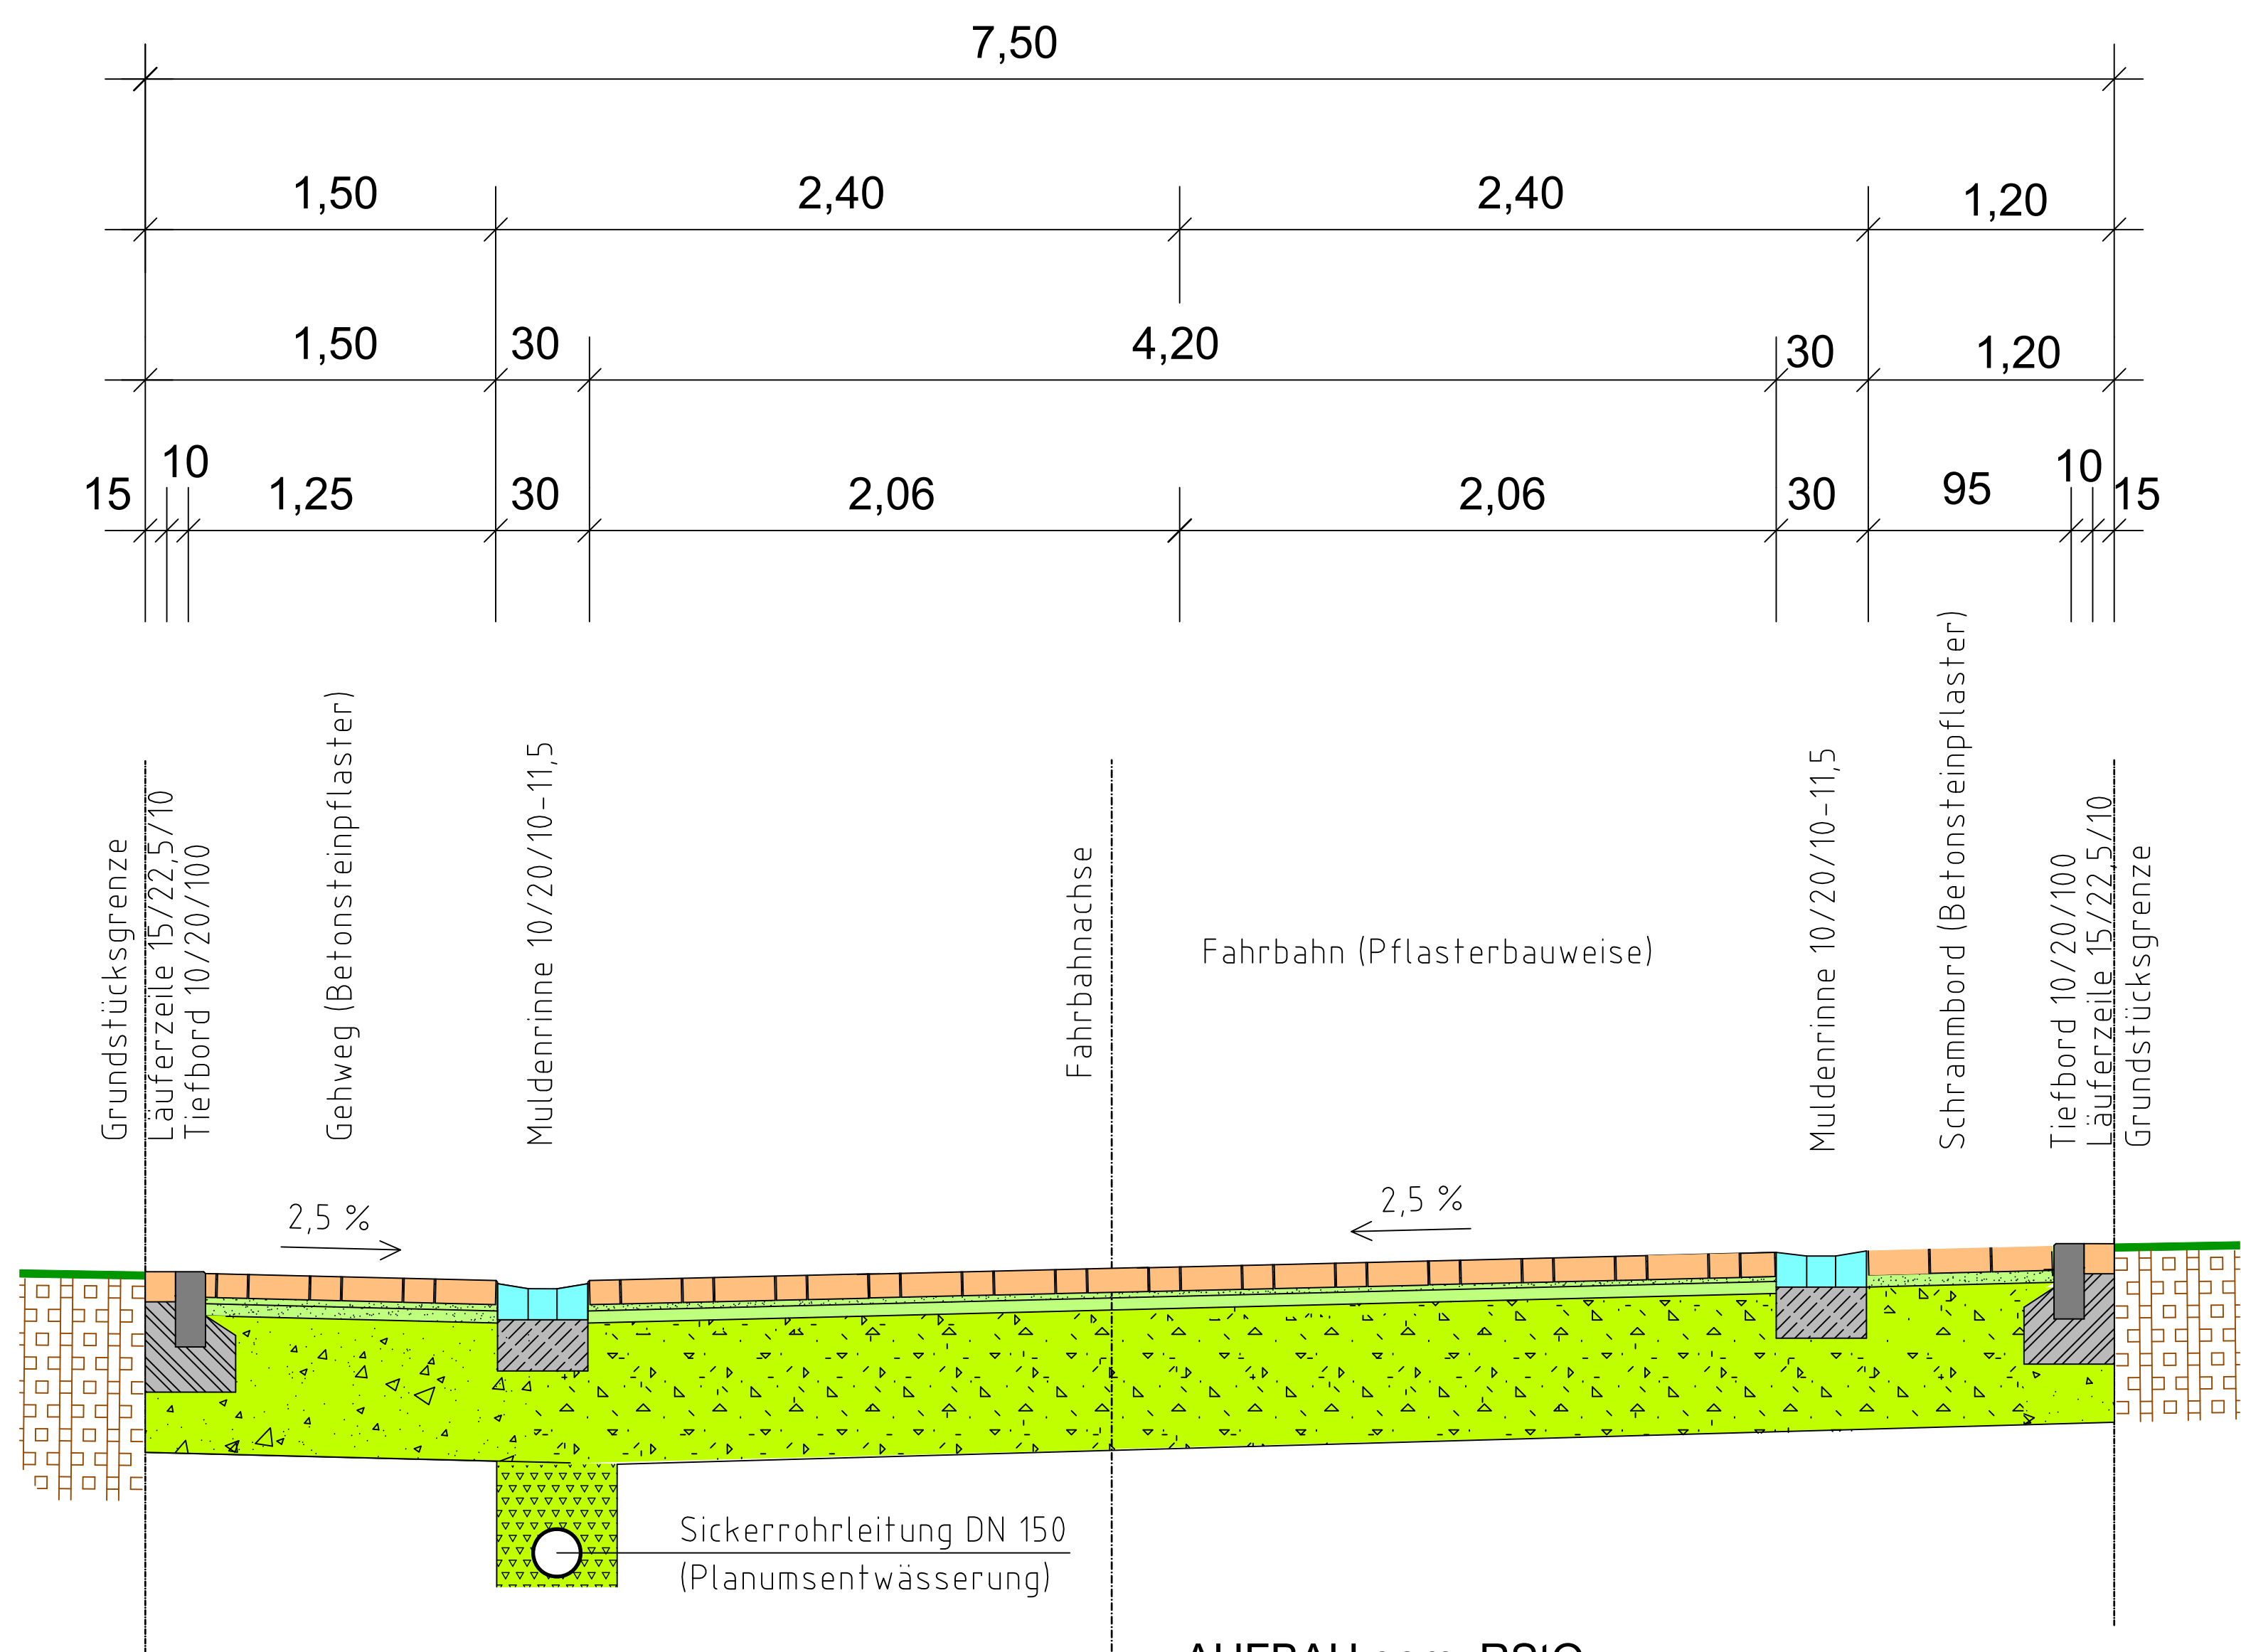 7,50
1,50 2,40 2,40 1,20
1,50 30 4,20 30 1,20
15 10 1,25 30 2,06 2,06 30 95 10 15
Grundstücksgrenze
Läuferzeile 15/22,5/10
Tiefbord 10/20/100
Gehweg (Betonsteinpflaster)
Muldenrinne 10/20/10-11,5
Fahrbahnachse
Fahrbahn (Pflasterbauweise)
Muldenrinne 10/20/10-11,5
Schrammbord (Betonsteinpflaster)
Tiefbord 10/20/100
Läuferzeile 15/22,5/10
Grundstücksgrenze
2,5 %
2,5 %
Sickerrohrleitung DN 150
(Planumsentwässerung)